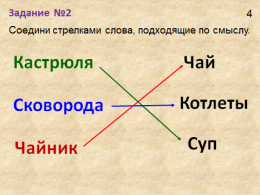 Задание №2 4
Соедини стрелками слова, подходящие по смыслу.
Кастрюля Чай
Сковорода Котлеты
Чайник Суп